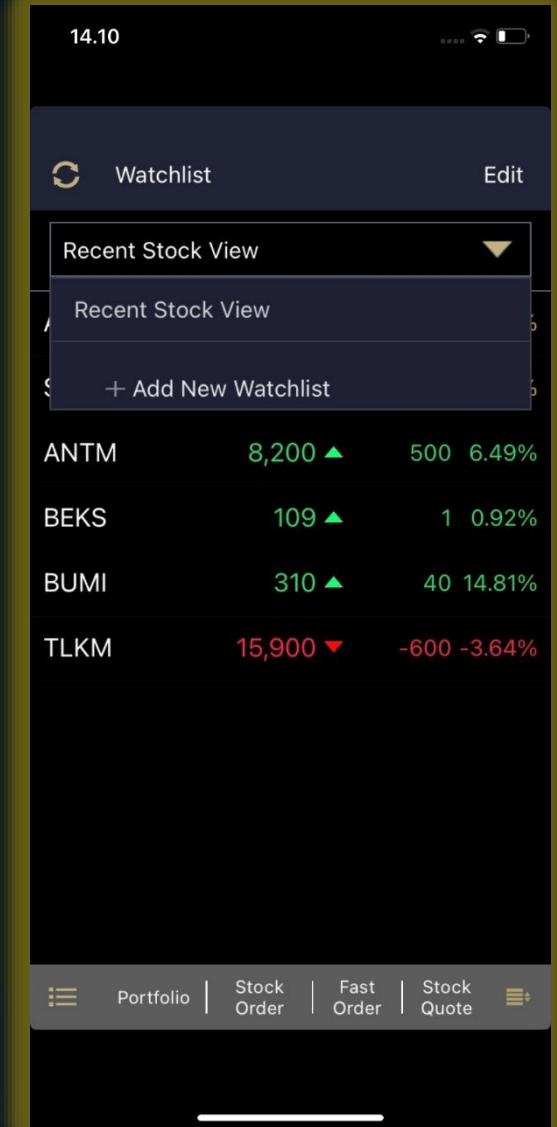 14.10
Watchlist Edit
Recent Stock View
Recent Stock View
+ Add New Watchlist
ANTM 8,200 ▲ 500 6.49%
BEKS 109 ▲ 1 0.92%
BUMI 310 ▲ 40 14.81%
TLKM 15,900 ▼ -600 -3.64%
Portfolio | Stock Order | Fast Order | Stock Quote